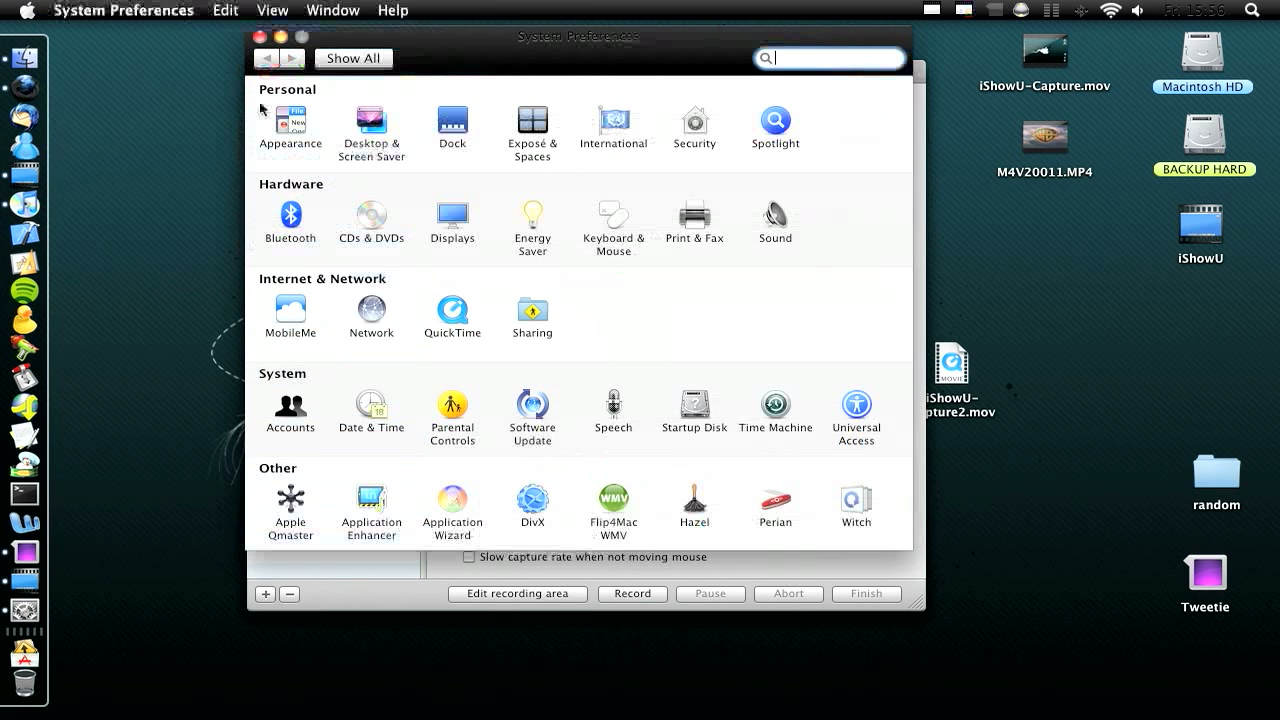 System Preferences Edit View Window Help Fri 15:56
System Preferences
Show All
Personal
Appearance
Desktop &
Screen Saver
Dock
Exposé &
Spaces
International
Security
Spotlight
Hardware
Bluetooth
CDs & DVDs
Displays
Energy
Saver
Keyboard &
Mouse
Print & Fax
Sound
Internet & Network
MobileMe
Network
QuickTime
Sharing
System
Accounts
Date & Time
Parental
Controls
Software
Update
Speech
Startup Disk
Time Machine
Universal
Access
Other
Apple
Qmaster
Application
Enhancer
Application
Wizard
DivX
Flip4Mac
WMV
Hazel
Perian
Witch
Slow capture rate when not moving mouse
Edit recording area
Record
Pause
Abort
Finish
iShowU-Capture.mov
Macintosh HD
M4V20011.MP4
BACKUP HARD
iShowU
MOVIE
iShowU-
pture2.mov
random
Tweetie
File
New
WMV
18